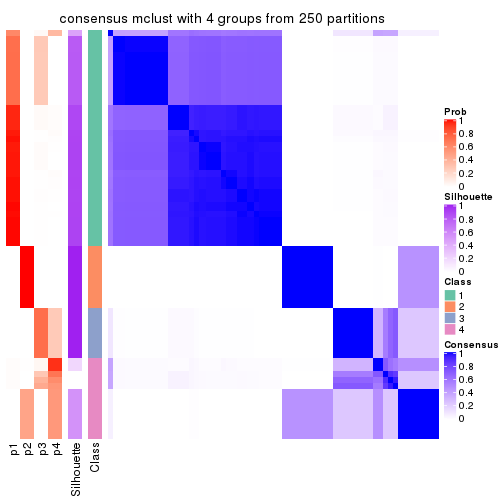 consensus mclust with 4 groups from 250 partitions
Prob
1
0.8
0.6
0.4
0.2
0
Silhouette
1
0.8
0.6
0.4
0.2
0
Class
1
2
3
4
Consensus
1
0.8
0.6
0.4
0.2
0
p1
p2
p3
p4
Silhouette
Class